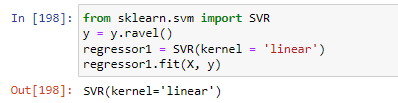 In [198]: from sklearn.svm import SVR
y = y.ravel()
regressor1 = SVR(kernel = 'linear')
regressor1.fit(X, y)
Out[198]: SVR(kernel='linear')